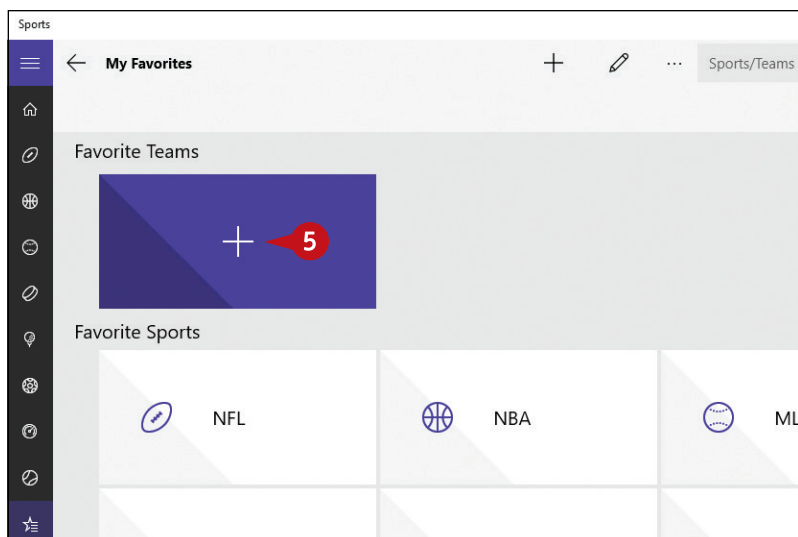 Sports
My Favorites
Sports/Teams
Favorite Teams
5
Favorite Sports
NFL
NBA
ML